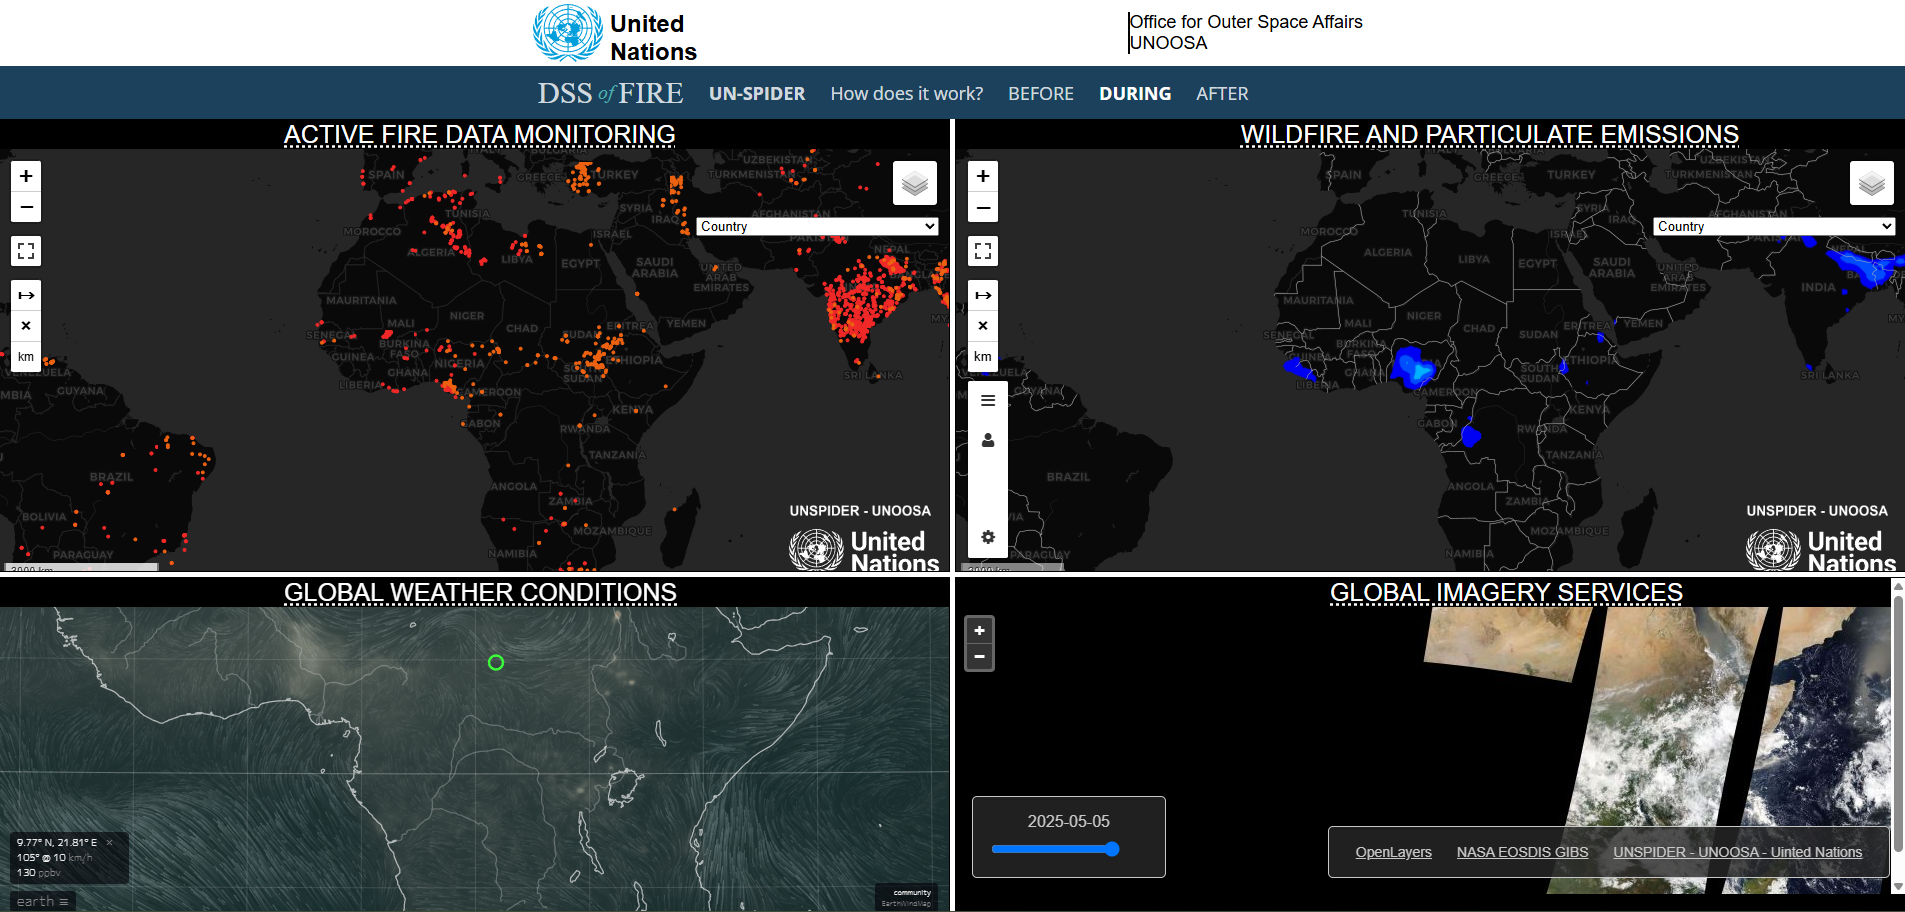 United
Nations
Office for Outer Space Affairs
UNOOSA
DSS of FIRE
UN-SPIDER
How does it work?
BEFORE
DURING
AFTER
ACTIVE FIRE DATA MONITORING
+
−
km
Country
SPAIN
GREECE
TURKEY
UZBEKISTAN
TURKMENISTAN
TUNISIA
SYRIA
IRAQ
AFGHANISTAN
MOROCCO
ISRAEL
PAKISTAN
ALGERIA
LIBYA
EGYPT
SAUDI
ARABIA
NEPAL
UNITED
ARAB
EMIRATES
MAURITANIA
MALI
NIGER
CHAD
SUDAN
ERITREA
YEMEN
SENEGAL
BURKINA
FASO
GUINEA
GHANA
NIGERIA
ETHIOPIA
SOUTH
SUDAN
LIBERIA
CAMEROON
SRI LANKA
VENEZUELA
GUYANA
GABON
KENYA
RWANDA
TANZANIA
BRAZIL
ANGOLA
ZAMBIA
BOLIVIA
MOZAMBIQUE
NAMIBIA
PARAGUAY
3000 km
UNSPIDER - UNOOSA
United
Nations
WILDFIRE AND PARTICULATE EMISSIONS
+
−
km
Country
SPAIN
GREECE
TURKEY
UZBEKISTAN
TURKMENISTAN
TUNISIA
SYRIA
IRAQ
AFGHANISTAN
MOROCCO
ISRAEL
PAKISTAN
ALGERIA
LIBYA
EGYPT
SAUDI
ARABIA
NEPAL
UNITED
ARAB
EMIRATES
INDIA
MAURITANIA
MALI
NIGER
CHAD
SUDAN
ERITREA
YEMEN
SENEGAL
BURKINA
FASO
GUINEA
GHANA
ETHIOPIA
SOUTH
SUDAN
LIBERIA
CAMEROON
SRI LANKA
VENEZUELA
GUYANA
GABON
KENYA
RWANDA
TANZANIA
BRAZIL
ANGOLA
ZAMBIA
MOZAMBIQUE
NAMIBIA
PARAGUAY
UNSPIDER - UNOOSA
United
Nations
GLOBAL WEATHER CONDITIONS
9.77° N, 21.81° E ×
105° @ 10 km/h
130 ppbv
earth ≡
community
EarthWindMap
GLOBAL IMAGERY SERVICES
+
−
2025-05-05
OpenLayers
NASA EOSDIS GIBS
UNSPIDER - UNOOSA - Uinted Nations